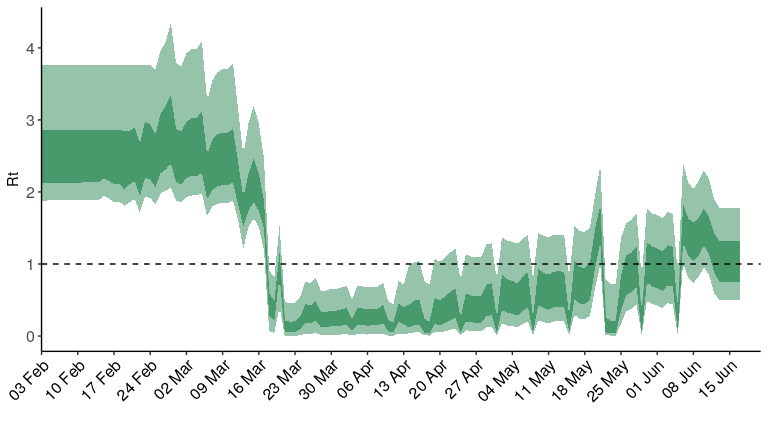 4
3
2
1
0
Rt
03 Feb
10 Feb
17 Feb
24 Feb
02 Mar
09 Mar
16 Mar
23 Mar
30 Mar
06 Apr
13 Apr
20 Apr
27 Apr
04 May
11 May
18 May
25 May
01 Jun
08 Jun
15 Jun